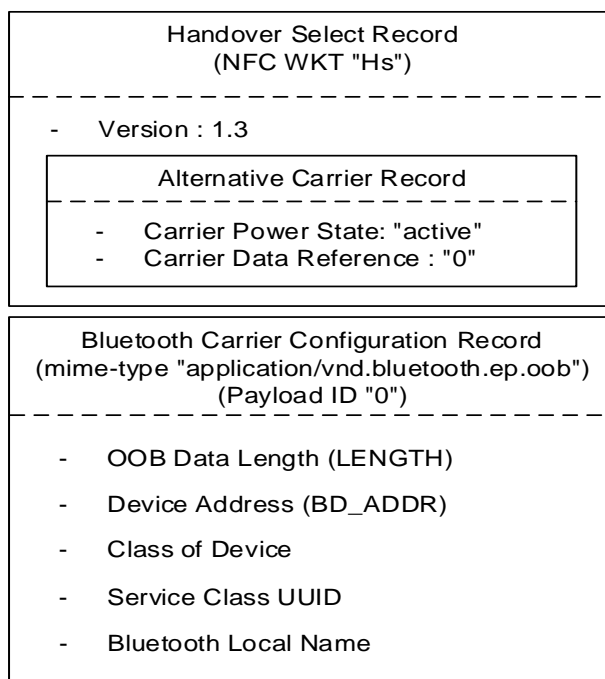 Handover Select Record
(NFC WKT "Hs")
- Version : 1.3
Alternative Carrier Record
- Carrier Power State: "active"
- Carrier Data Reference : "0"
Bluetooth Carrier Configuration Record
(mime-type "application/vnd.bluetooth.ep.oob")
(Payload ID "0")
- OOB Data Length (LENGTH)
- Device Address (BD_ADDR)
- Class of Device
- Service Class UUID
- Bluetooth Local Name